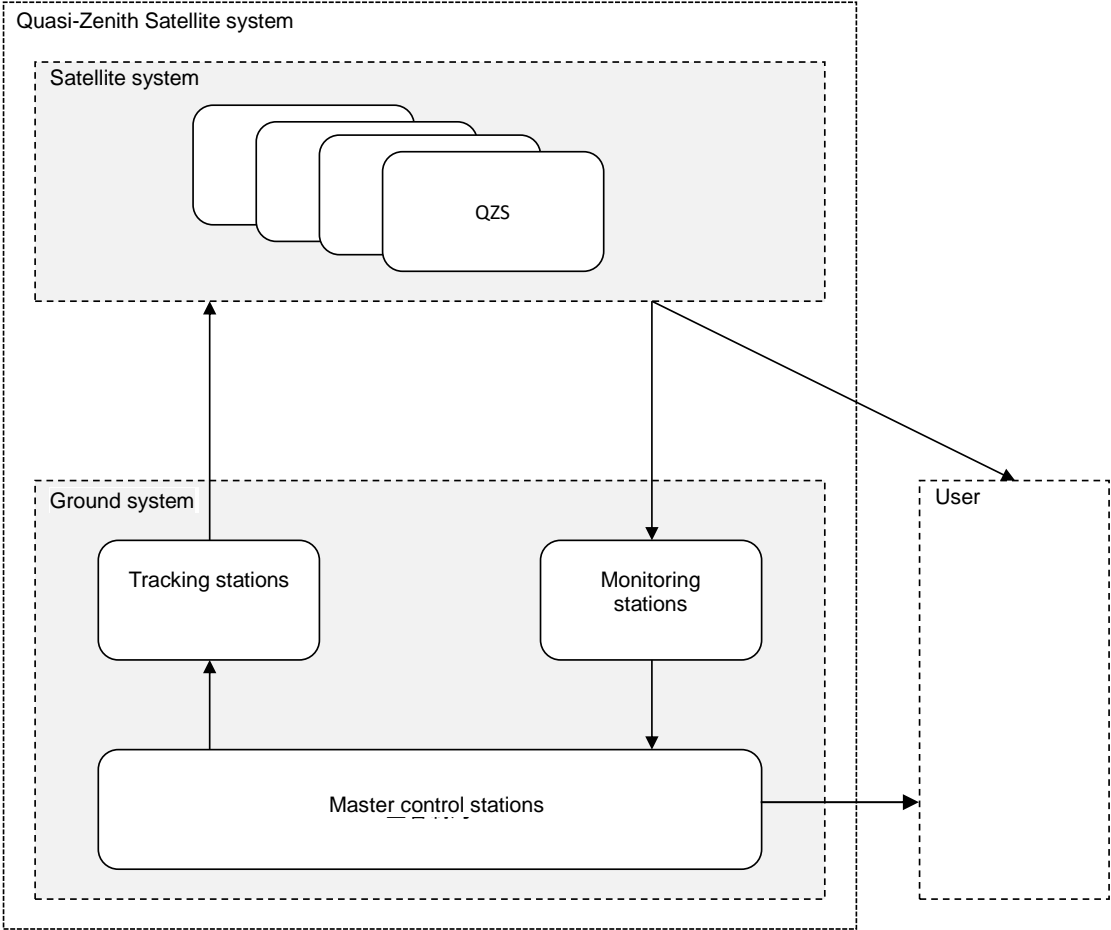 Quasi-Zenith Satellite system
Satellite system
QZS
Ground system
User
Tracking stations
Monitoring
stations
Master control stations